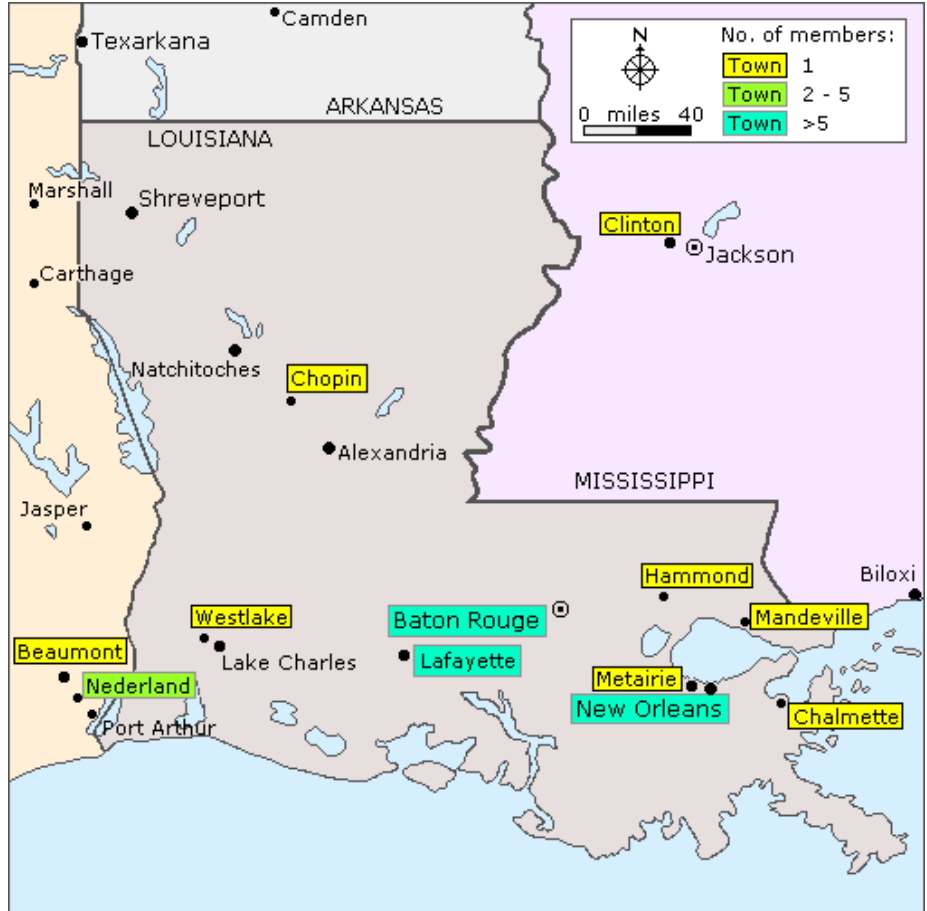 Camden
Texarkana
ARKANSAS
LOUISIANA
No. of members:
N
Town 1
Town 2 - 5
Town >5
0 miles 40
Marshall
Shreveport
Clinton
Jackson
Carthage
Natchitoches
Chopin
Alexandria
MISSISSIPPI
Jasper
Hammond
Biloxi
Westlake
Baton Rouge
Mandeville
Beaumont
Lake Charles
Lafayette
Nederland
Metairie
New Orleans
Port Arthur
Chalmette